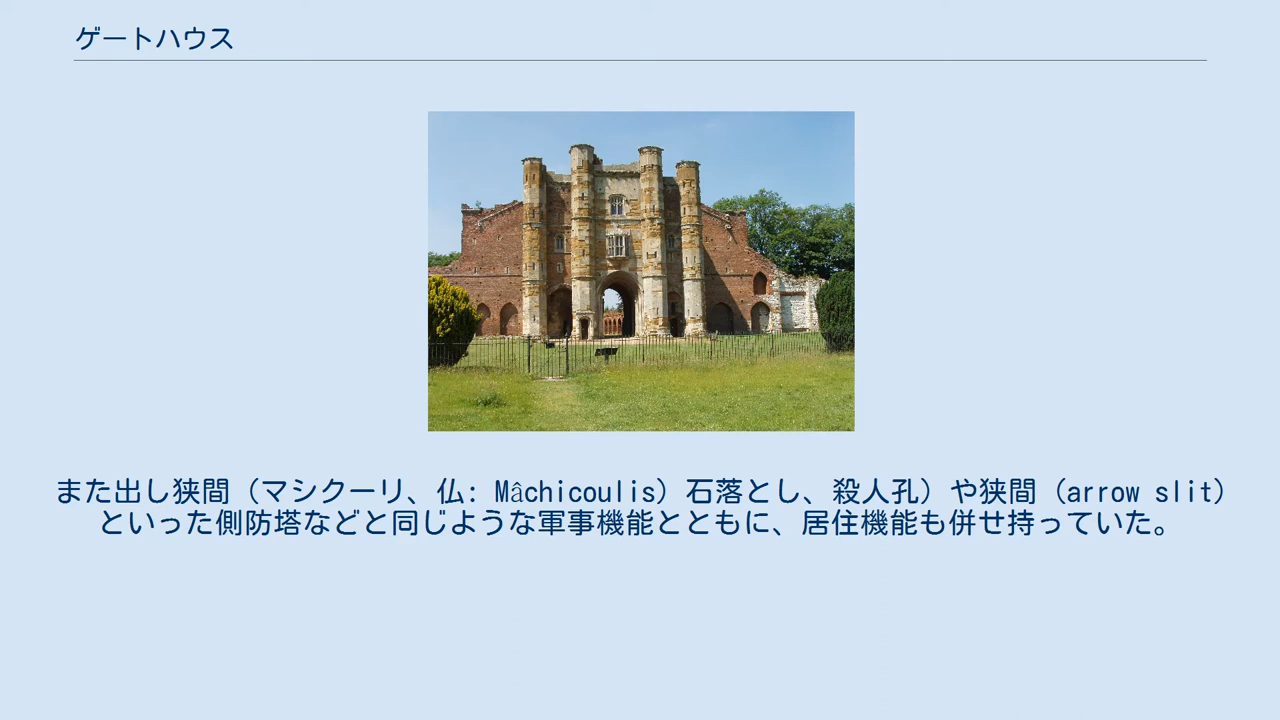 ゲートハウス
また出し狭間（マシクーリ、仏: Mâchicoulis）石落とし、殺人孔）や狭間（arrow slit）
といった側防塔などと同じような軍事機能とともに、居住機能も併せ持っていた。